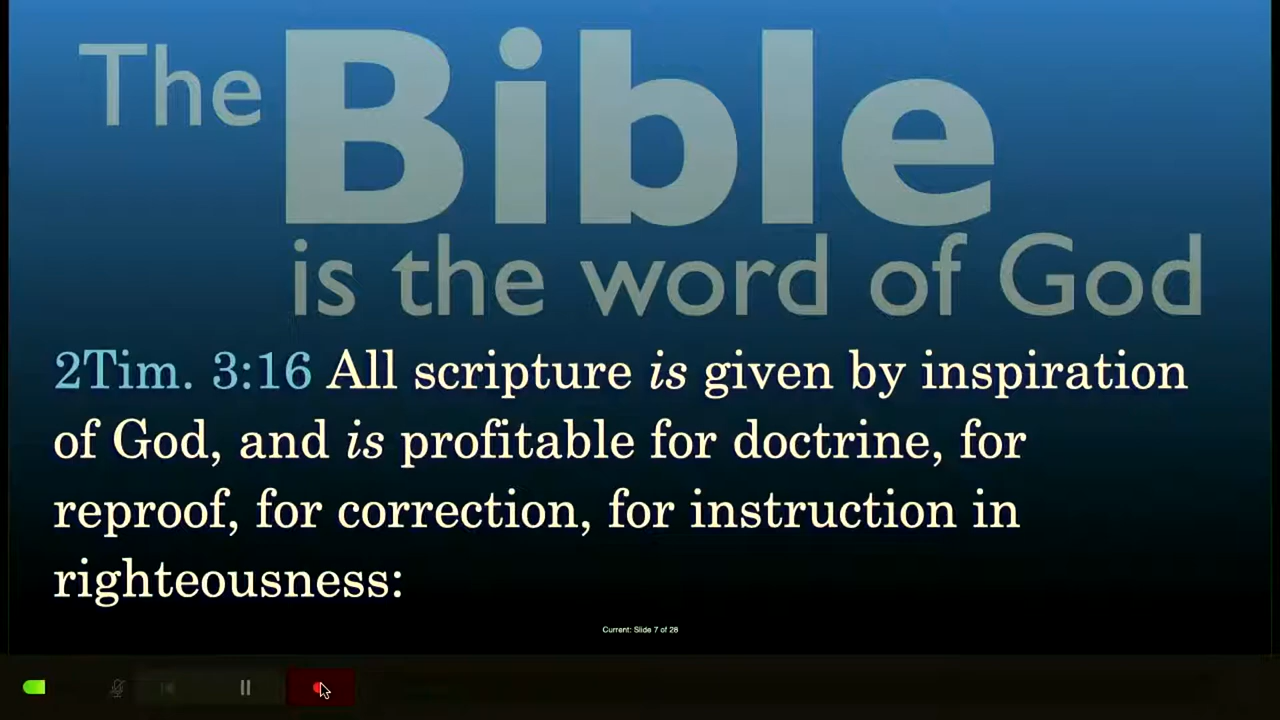 The Bible
is the word of God
2Tim. 3:16 All scripture is given by inspiration
of God, and is profitable for doctrine, for
reproof, for correction, for instruction in
righteousness:
Current: Slide 7 of 28